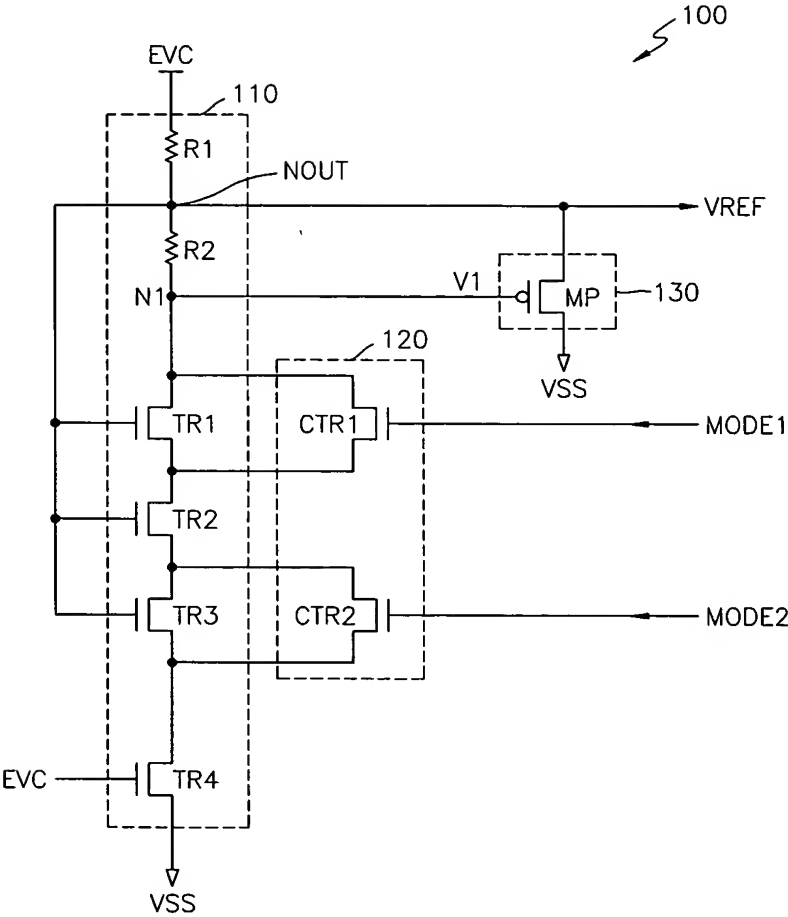 100
EVC
110
R1
NOUT
VREF
R2
N1
V1
MP
130
VSS
120
TR1
CTR1
MODE1
TR2
TR3
CTR2
MODE2
EVC
TR4
VSS